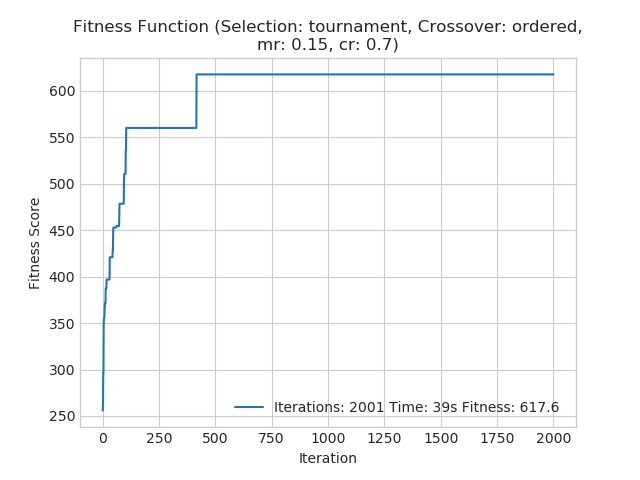 Fitness Function (Selection: tournament, Crossover: ordered,
mr: 0.15, cr: 0.7)
600
550
500
450
400
350
300
250
Fitness Score
Iterations: 2001 Time: 39s Fitness: 617.6
0 250 500 750 1000 1250 1500 1750 2000
Iteration